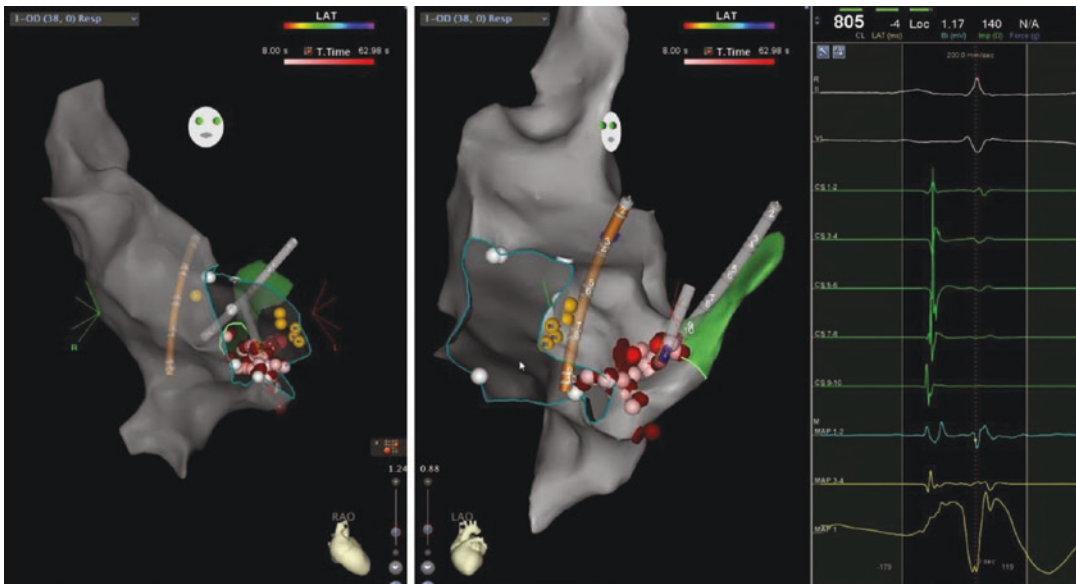 1-OD (38, 0) Resp
LAT
8.00 s
T.Time
62.98 s
1.24
RAO
1-OD (38, 0) Resp
LAT
8.00 s
T.Time
62.98 s
0.88
LAO
805
-4
Loc
1.17
140
N/A
CL
LAT (ms)
Bi (mV)
Imp (Ω)
Force (g)
200.0 mm/sec
R
II
V1
CS 1-2
CS 3-4
CS 5-6
CS 7-8
CS 9-10
M
MAP 1-2
MAP 3-4
MAP 1
-179
119